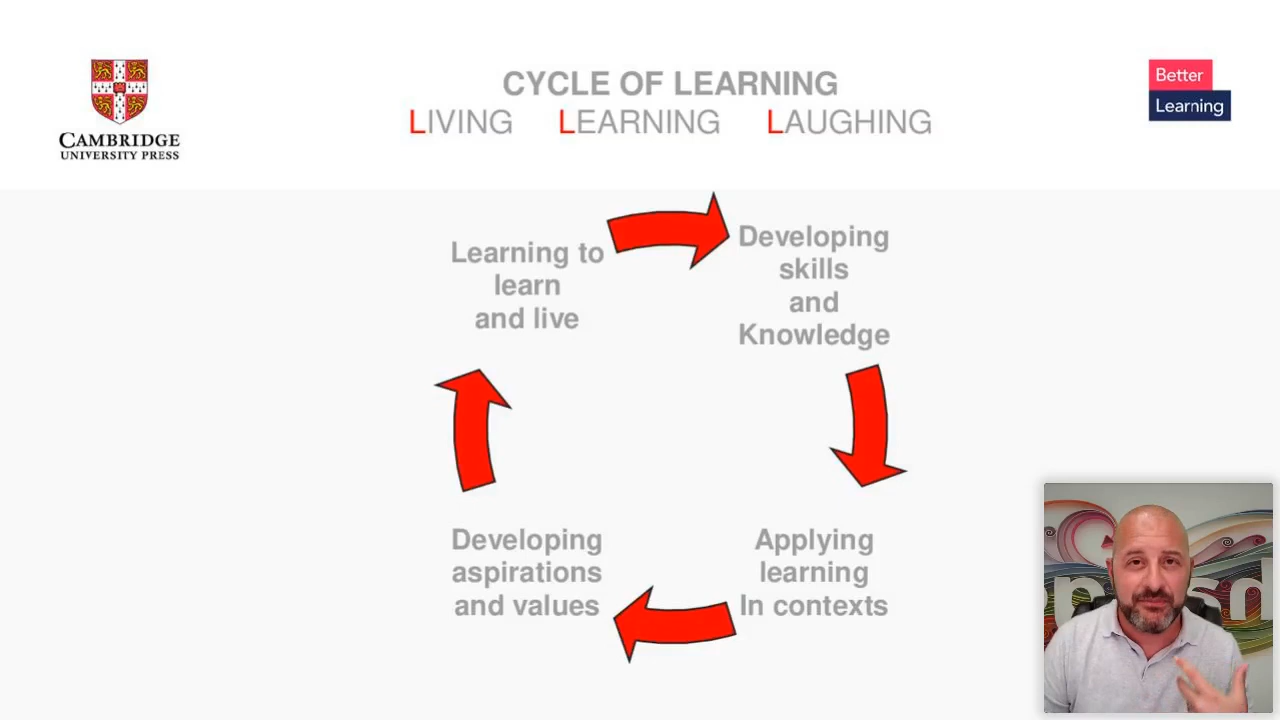 CAMBRIDGE
UNIVERSITY PRESS
CYCLE OF LEARNING
LIVING LEARNING LAUGHING
Better
Learning
Learning to
learn
and live
Developing
skills
and
Knowledge
Developing
aspirations
and values
Applying
learning
In contexts